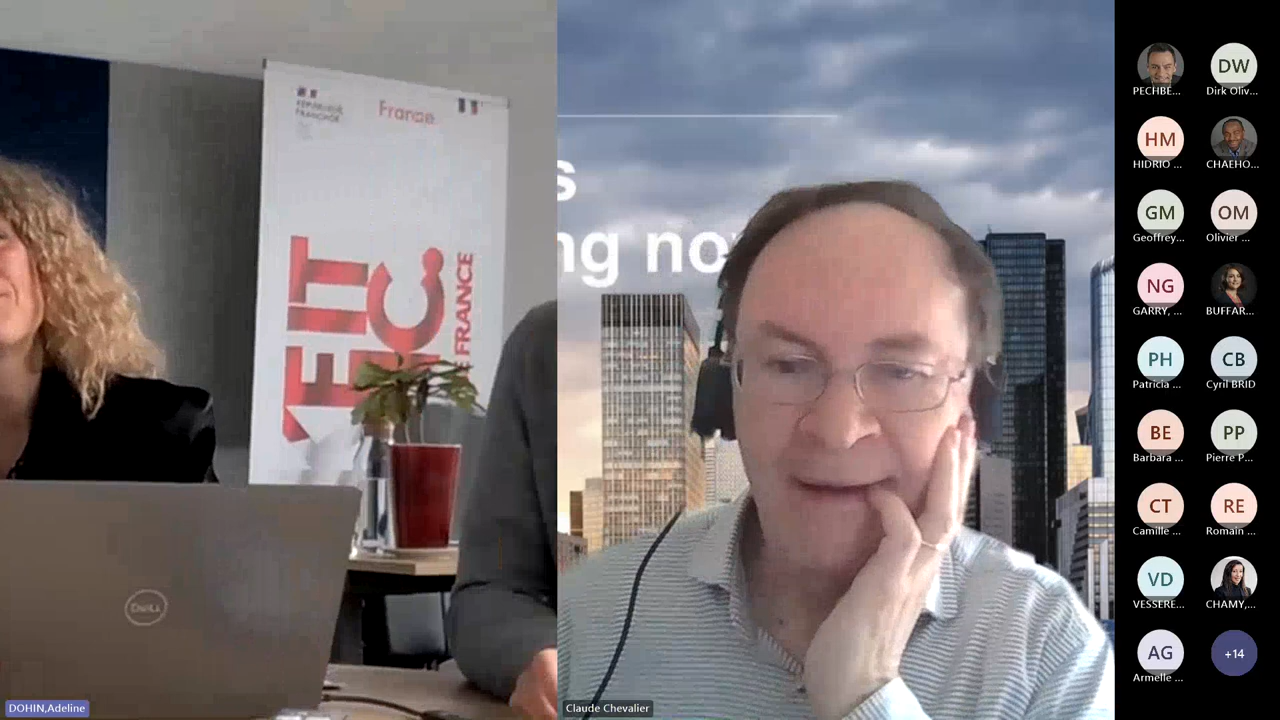 RÉPUBLIQUE
FRANÇAISE
France
FRANCE
s
ng no
DELL
DOHIN,Adeline
Claude Chevalier
PECHBE...
DW
Dirk Oliv...
HM
HIDRIO ...
CHAEHO...
GM
Geoffrey...
OM
Olivier ...
NG
GARRY, ...
BUFFAR...
PH
Patricia ...
CB
Cyril BRID
BE
Barbara ...
PP
Pierre P...
CT
Camille ...
RE
Romain ...
VD
VESSERE...
CHAMY,...
AG
Armelle ...
+14